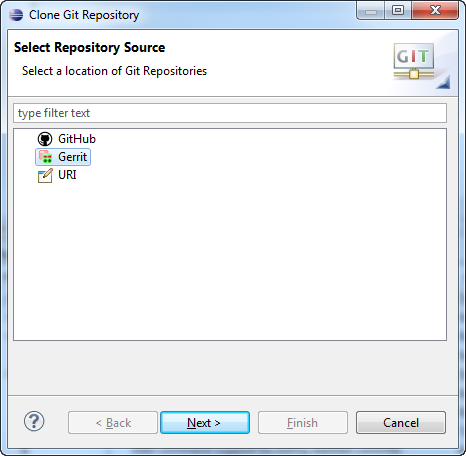 Clone Git Repository
Select Repository Source
Select a location of Git Repositories
GIT
type filter text
GitHub
Gerrit
URI
?
< Back
Next >
Finish
Cancel